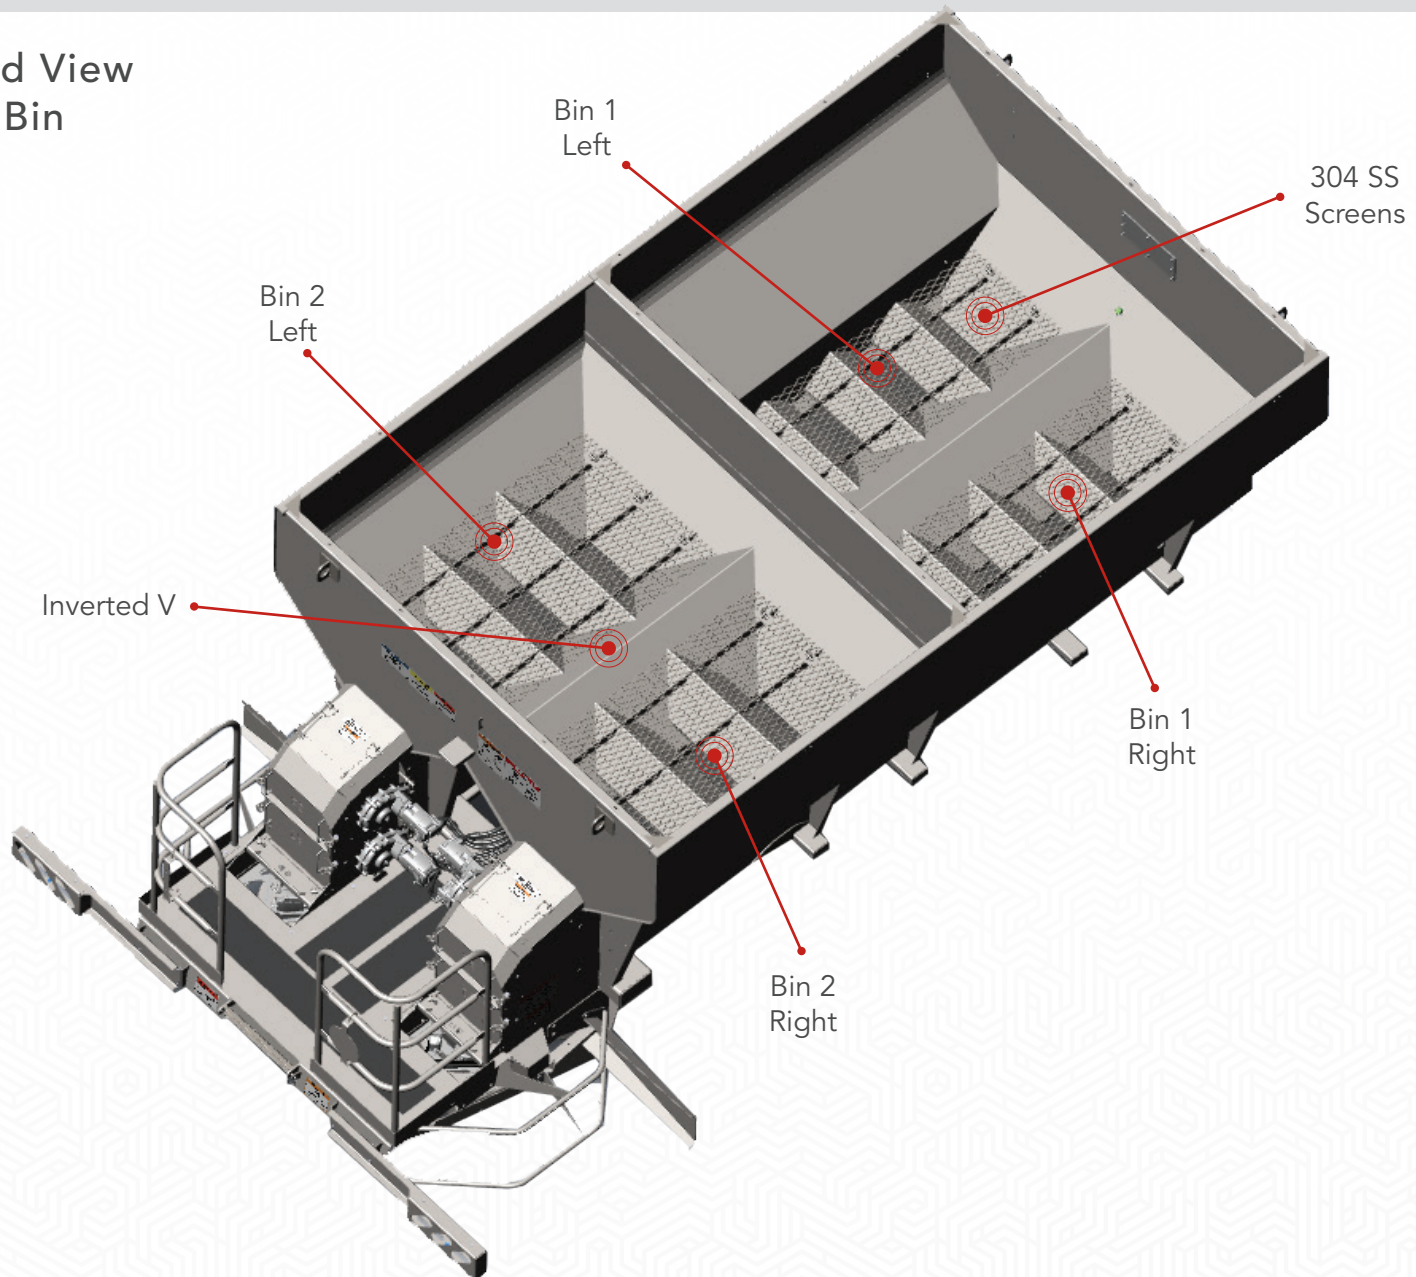 d View
Bin
Bin 1
Left
304 SS
Screens
Bin 2
Left
Inverted V
Bin 1
Right
Bin 2
Right